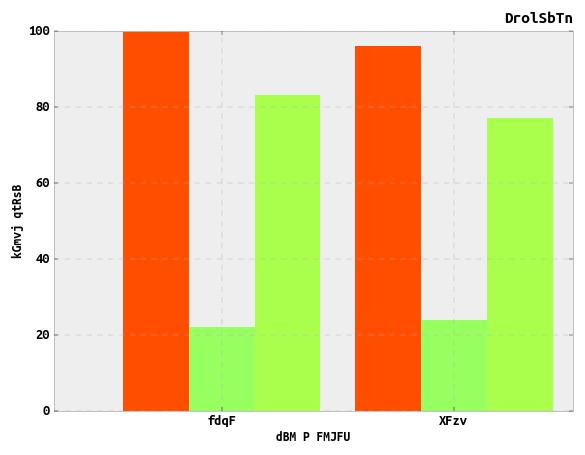 DrolSbTn
100
80
60
40
20
0
kGmvj qtRsB
fdqF XFzv
dBM P FMJFU